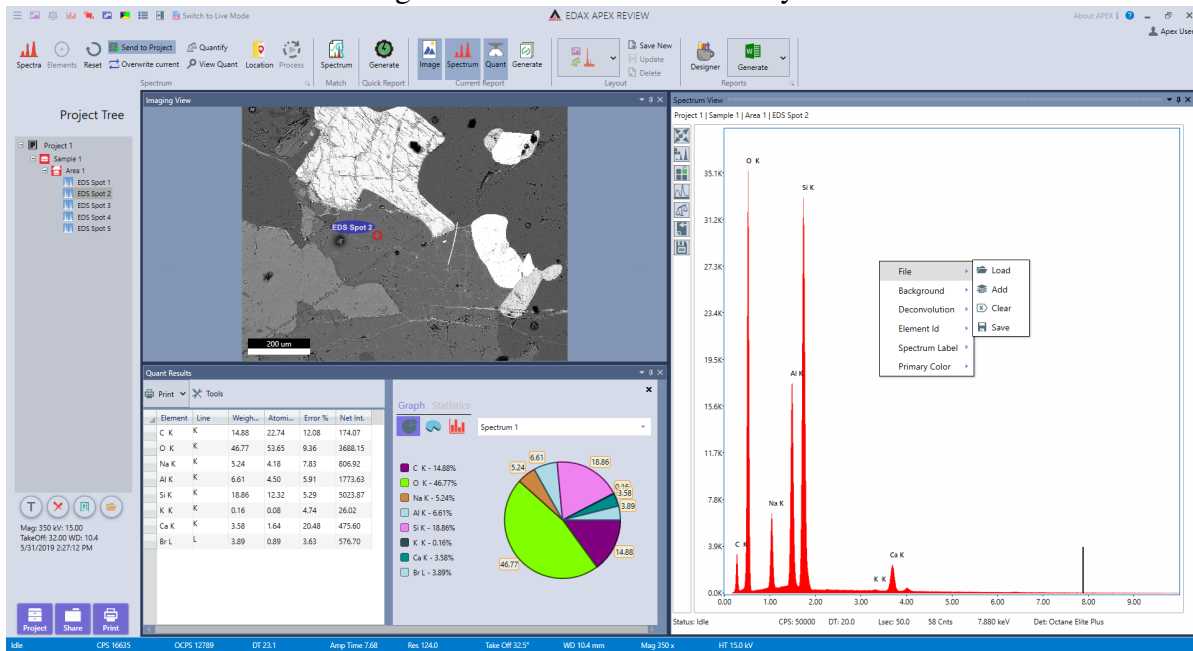 Switch to Live Mode
EDAX APEX REVIEW
About APEX
Apex User
Spectra
Elements
Reset
Send to Project
Overwrite current
Quantify
View Quant
Location
Process
Spectrum
Spectrum
Match
Generate
Quick Report
Image
Spectrum
Quant
Generate
Current Report
Save New
Update
Delete
Layout
Designer
Generate
Reports
Project Tree
Project 1
Sample 1
Area 1
EDS Spot 1
EDS Spot 2
EDS Spot 3
EDS Spot 4
EDS Spot 5
T
Mag: 350 kV: 15.00
TakeOff: 32.00 WD: 10.4
5/31/2019 2:27:12 PM
Project
Share
Print
Imaging View
EDS Spot 2
200 um
Quant Results
Print
Tools
Element Line Weigh... Atomi... Error % Net Int.
C K K 14.88 22.74 12.08 174.07
O K K 46.77 53.65 9.36 3688.15
Na K K 5.24 4.18 7.83 806.92
Al K K 6.61 4.50 5.91 1773.63
Si K K 18.86 12.32 5.29 5023.87
K K K 0.16 0.08 4.74 26.02
Ca K K 3.58 1.64 20.48 475.60
Br L L 3.89 0.89 3.63 576.70
Graph Statistics
Spectrum 1
C K - 14.88%
O K - 46.77%
Na K - 5.24%
Al K - 6.61%
Si K - 18.86%
K K - 0.16%
Ca K - 3.58%
Br L - 3.89%
6.61
5.24
18.86
0.16
3.58
3.89
14.88
46.77
Spectrum View
Project 1 | Sample 1 | Area 1 | EDS Spot 2
35.1K
31.2K
27.3K
23.4K
19.5K
15.6K
11.7K
7.8K
3.9K
0.0K
O K
Si K
Al K
Na K
C K
K K
Ca K
File
Background
Deconvolution
Element Id
Spectrum Label
Primary Color
Load
Add
Clear
Save
0.00 1.00 2.00 3.00 4.00 5.00 6.00 7.00 8.00 9.00
Status: Idle CPS: 50000 DT: 20.0 Lsec: 50.0 58 Cnts 7.880 keV Det: Octane Elite Plus
Idle CPS 16635 OCPS 12789 DT 23.1 Amp Time 7.68 Res 124.0 Take Off 32.5° WD 10.4 mm Mag 350 x HT 15.0 kV